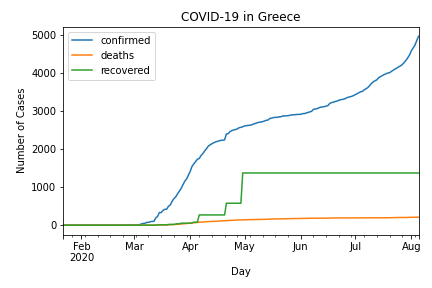 COVID-19 in Greece
confirmed
deaths
recovered
Number of Cases
5000
4000
3000
2000
1000
0
Feb Mar Apr May Jun Jul Aug
2020
Day